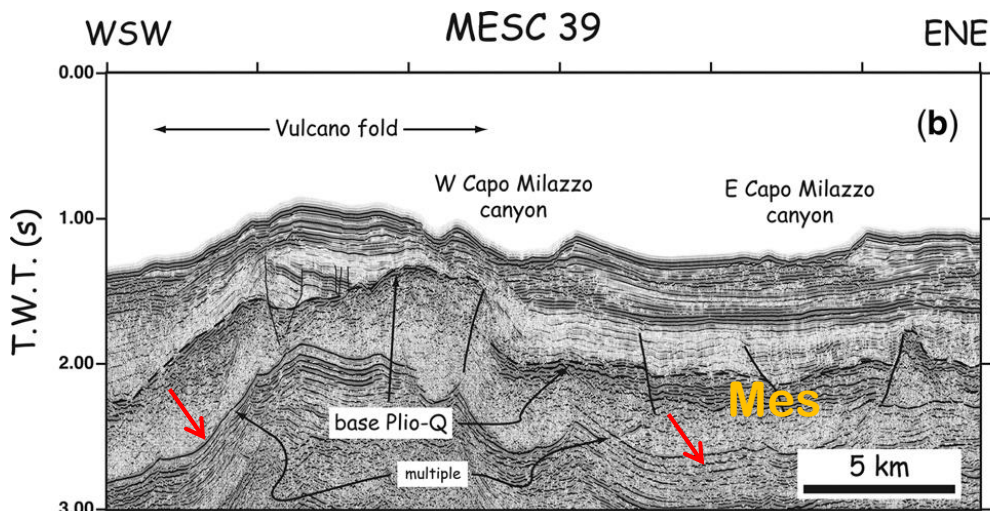 WSW
MESC 39
ENE
0.00
Vulcano fold
(b)
W Capo Milazzo
canyon
E Capo Milazzo
canyon
1.00
T.W.T. (s)
2.00
Mes
base Plio-Q
multiple
5 km
3.00